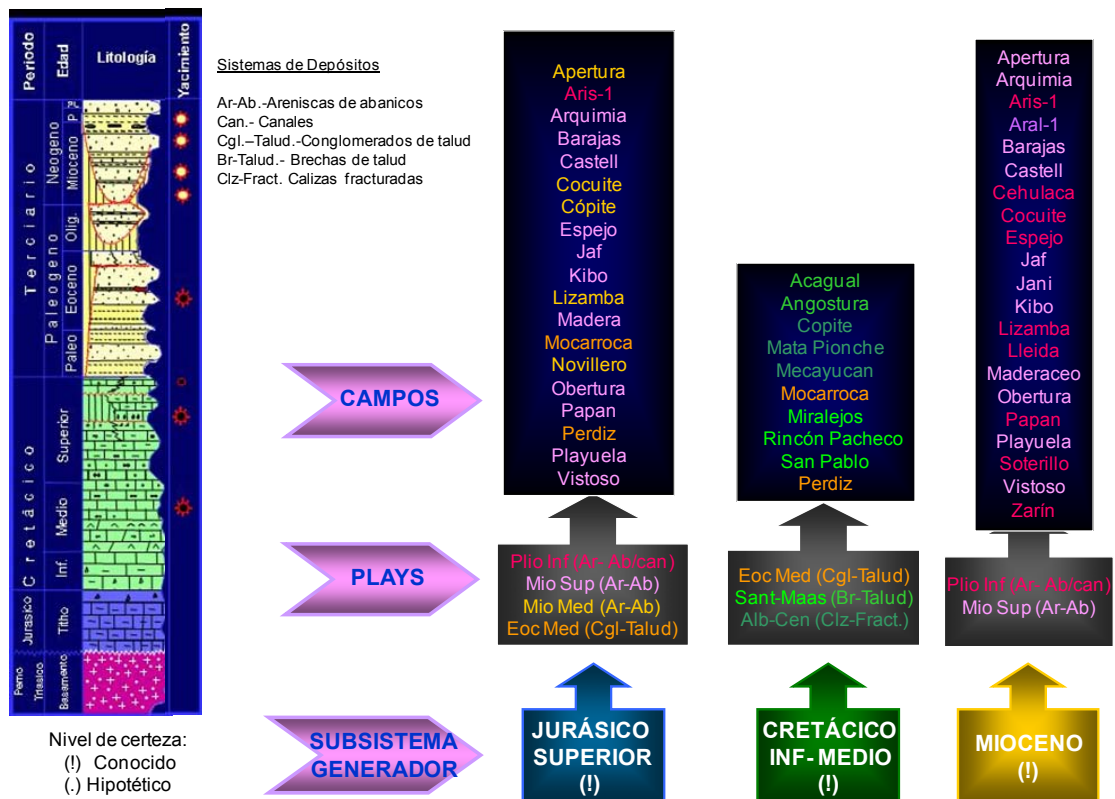 Periodo
Edad
Litología
Yacimiento
Terciario
Neogeno
Paleogeno
Mioceno
Olig.
Eoceno
Paleo
Cretácico
Superior
Medio
Inf.
Jurasico
Titho
Permo
Triasico
Basamento
Nivel de certeza:
(!) Conocido
(.) Hipotético
Sistemas de Depósitos
Ar-Ab.-Areniscas de abanicos
Can.- Canales
Cgl.–Talud.-Conglomerados de talud
Br-Talud.- Brechas de talud
Clz-Fract. Calizas fracturadas
CAMPOS
Apertura
Aris-1
Arquimia
Barajas
Castell
Cocuite
Cópite
Espejo
Jaf
Kibo
Lizamba
Madera
Mocarroca
Novillero
Obertura
Papan
Perdiz
Playuela
Vistoso
Acagual
Angostura
Copite
Mata Pionche
Mecayucan
Mocarroca
Miralejos
Rincón Pacheco
San Pablo
Perdiz
Apertura
Arquimia
Aris-1
Aral-1
Barajas
Castell
Cehulaca
Cocuite
Espejo
Jaf
Jani
Kibo
Lizamba
Lleida
Maderaceo
Obertura
Papan
Playuela
Soterillo
Vistoso
Zarín
PLAYS
Plio Inf (Ar- Ab/can)
Mio Sup (Ar-Ab)
Mio Med (Ar-Ab)
Eoc Med (Cgl-Talud)
Eoc Med (Cgl-Talud)
Sant-Maas (Br-Talud)
Alb-Cen (Clz-Fract.)
Plio Inf (Ar- Ab/can)
Mio Sup (Ar-Ab)
SUBSISTEMA
GENERADOR
JURÁSICO
SUPERIOR
(!)
CRETÁCICO
INF- MEDIO
(!)
MIOCENO
(!)